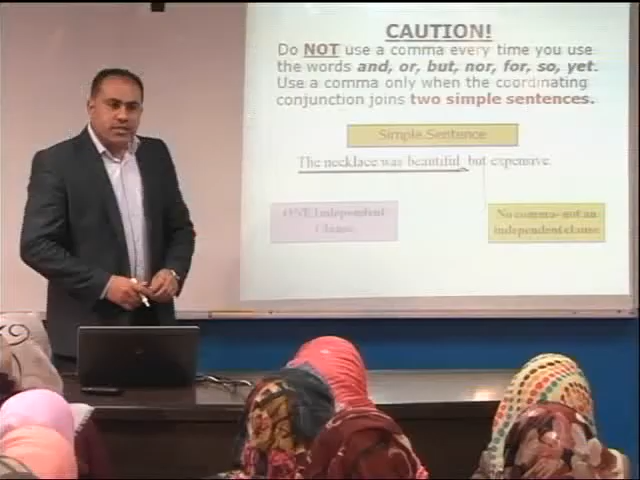 CAUTION!
Do NOT use a comma every time you use
the words and, or, but, nor, for, so, yet.
Use a comma only when the coordinating
conjunction joins two simple sentences.
Simple Sentence
The necklace was beautiful but expensive.
ONE Independent
Clause
No comma- not an
independent clause